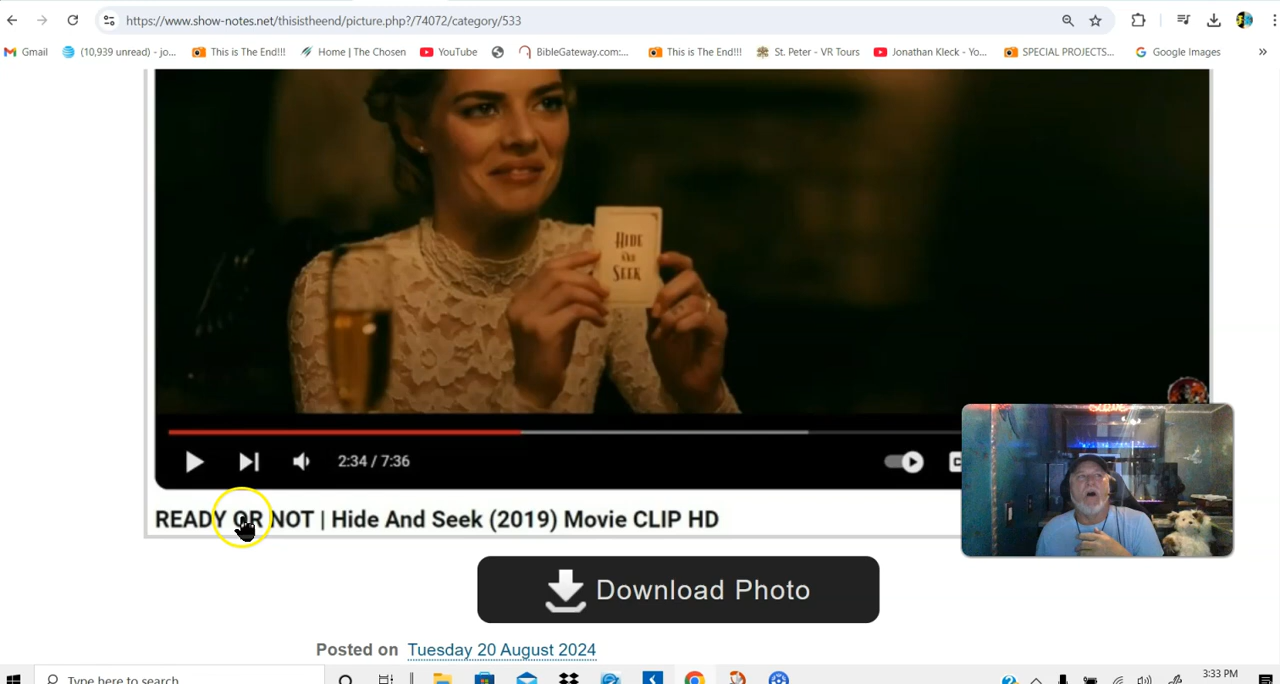 https://www.show-notes.net/thisistheend/picture.php?/74072/category/533
Gmail
(10,939 unread) - jo...
This is The End!!!
Home | The Chosen
YouTube
BibleGateway.com:...
This is The End!!!
St. Peter - VR Tours
Jonathan Kleck - Yo...
SPECIAL PROJECTS...
Google Images
»
HIDE
AND
SEEK
2:34 / 7:36
READY OR NOT | Hide And Seek (2019) Movie CLIP HD
Download Photo
Posted on Tuesday 20 August 2024
Type here to search
3:33 PM